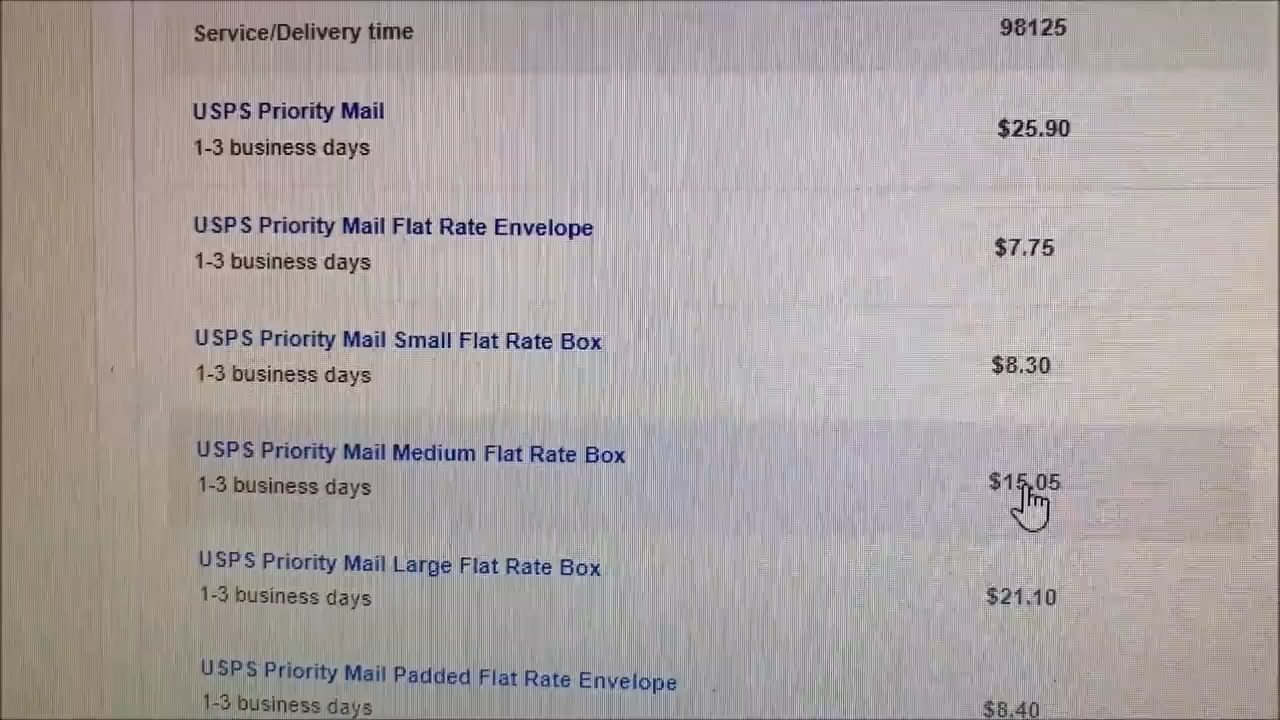 Service/Delivery time 98125
USPS Priority Mail
$25.90
1-3 business days
USPS Priority Mail Flat Rate Envelope
$7.75
1-3 business days
USPS Priority Mail Small Flat Rate Box
$8.30
1-3 business days
USPS Priority Mail Medium Flat Rate Box
$15.05
1-3 business days
USPS Priority Mail Large Flat Rate Box
$21.10
1-3 business days
USPS Priority Mail Padded Flat Rate Envelope
1-3 business days
$8.40